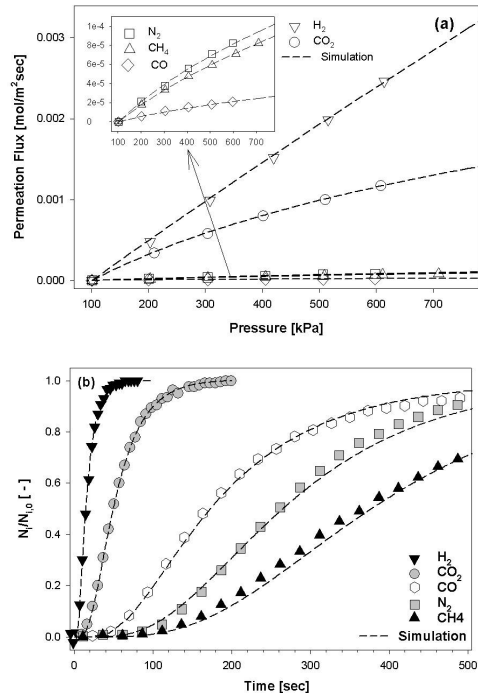 (a)
N2
CH4
CO
H2
CO2
Simulation
1e-4
8e-5
6e-5
4e-5
2e-5
0
100 200 300 400 500 600 700
Permeation Flux [mol/m²sec]
0.003
0.002
0.001
0.000
100 200 300 400 500 600 700
Pressure [kPa]
(b)
Ni/Ni,0 [ - ]
1.0
0.8
0.6
0.4
0.2
0.0
H2
CO2
CO
N2
CH4
Simulation
0 100 200 300 400 500
Time [sec]